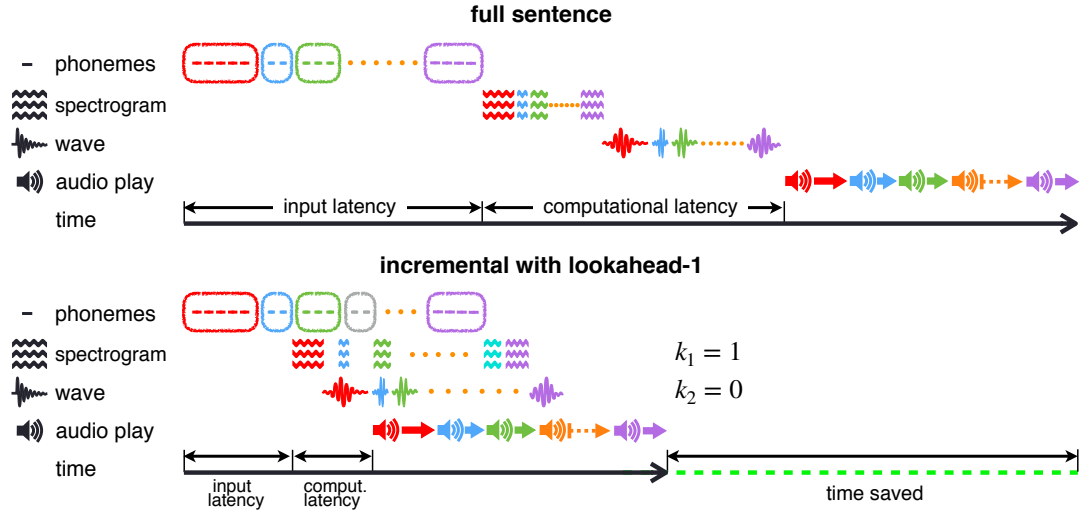 full sentence
phonemes
spectrogram
wave
audio play
time
input latency
computational latency
incremental with lookahead-1
phonemes
spectrogram
k₁ = 1
wave
k₂ = 0
audio play
time
input
latency
comput.
latency
time saved